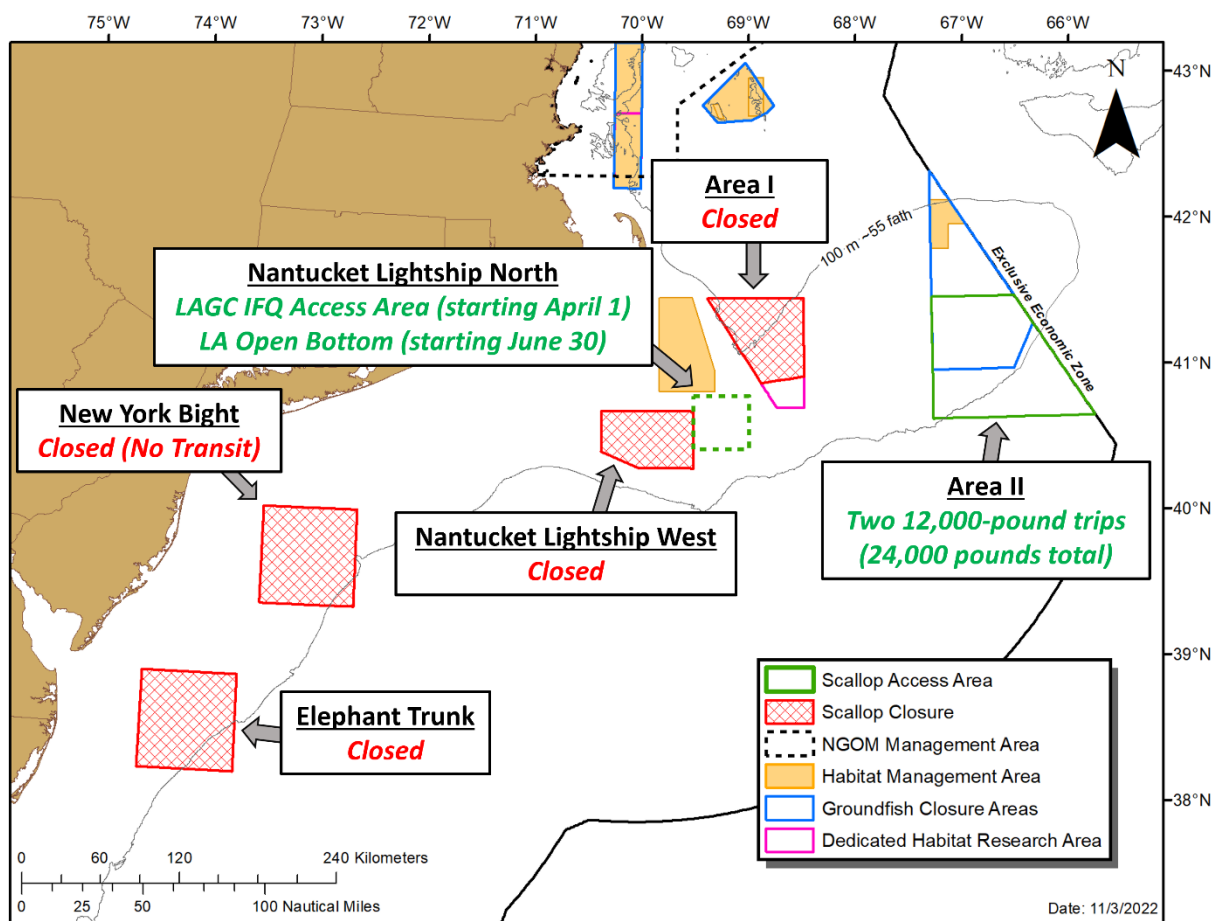 75°W 74°W 73°W 72°W 71°W 70°W 69°W 68°W 67°W 66°W
43°N
42°N
41°N
40°N
39°N
38°N
N
Area I
Closed
100 m ~55 fath
Exclusive Economic Zone
Nantucket Lightship North
LAGC IFQ Access Area (starting April 1)
LA Open Bottom (starting June 30)
New York Bight
Closed (No Transit)
Nantucket Lightship West
Closed
Area II
Two 12,000-pound trips
(24,000 pounds total)
Elephant Trunk
Closed
Scallop Access Area
Scallop Closure
NGOM Management Area
Habitat Management Area
Groundfish Closure Areas
Dedicated Habitat Research Area
0 60 120 240 Kilometers
0 25 50 100 Nautical Miles
Date: 11/3/2022